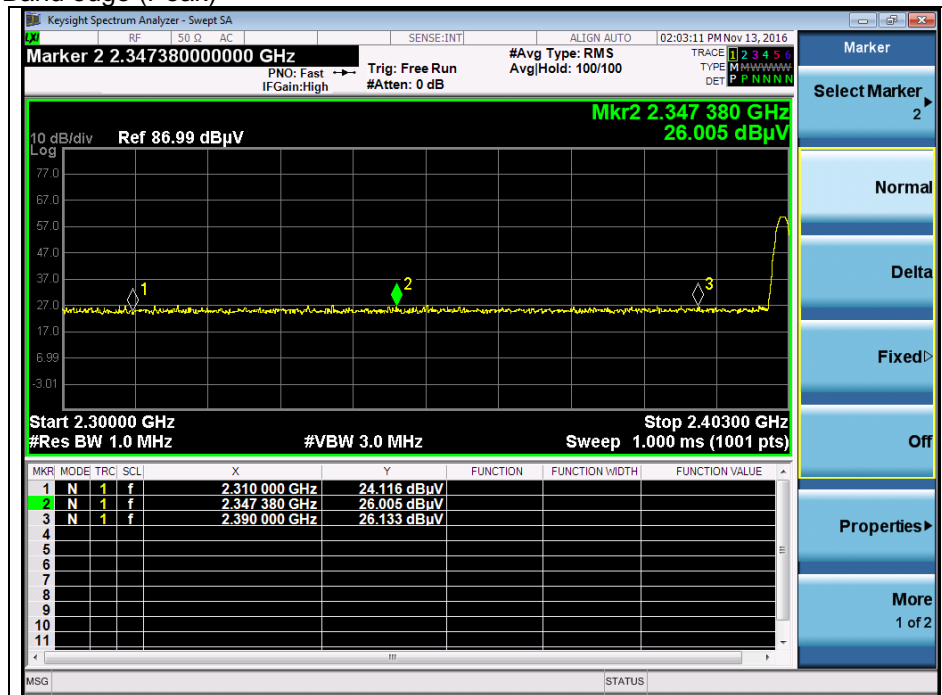 Keysight Spectrum Analyzer - Swept SA
LXI RF 50 Ω AC SENSE:INT ALIGN AUTO 02:03:11 PM Nov 13, 2016
Marker 2 2.347380000000 GHz
PNO: Fast
IFGain:High
Trig: Free Run
#Atten: 0 dB
#Avg Type: RMS
Avg|Hold: 100/100
TRACE 1 2 3 4 5 6
TYPE M M W W W W
DET P P N N N N
Mkr2 2.347 380 GHz
26.005 dBµV
10 dB/div Ref 86.99 dBµV
Log
77.0
67.0
57.0
47.0
37.0
27.0
17.0
6.99
-3.01
1
2
3
Start 2.30000 GHz Stop 2.40300 GHz
#Res BW 1.0 MHz #VBW 3.0 MHz Sweep 1.000 ms (1001 pts)
MKR MODE TRC SCL X Y FUNCTION FUNCTION WIDTH FUNCTION VALUE
1 N 1 f 2.310 000 GHz 24.116 dBµV
2 N 1 f 2.347 380 GHz 26.005 dBµV
3 N 1 f 2.390 000 GHz 26.133 dBµV
4
5
6
7
8
9
10
11
MSG STATUS
Marker
Select Marker
2
Normal
Delta
Fixed
Off
Properties
More
1 of 2